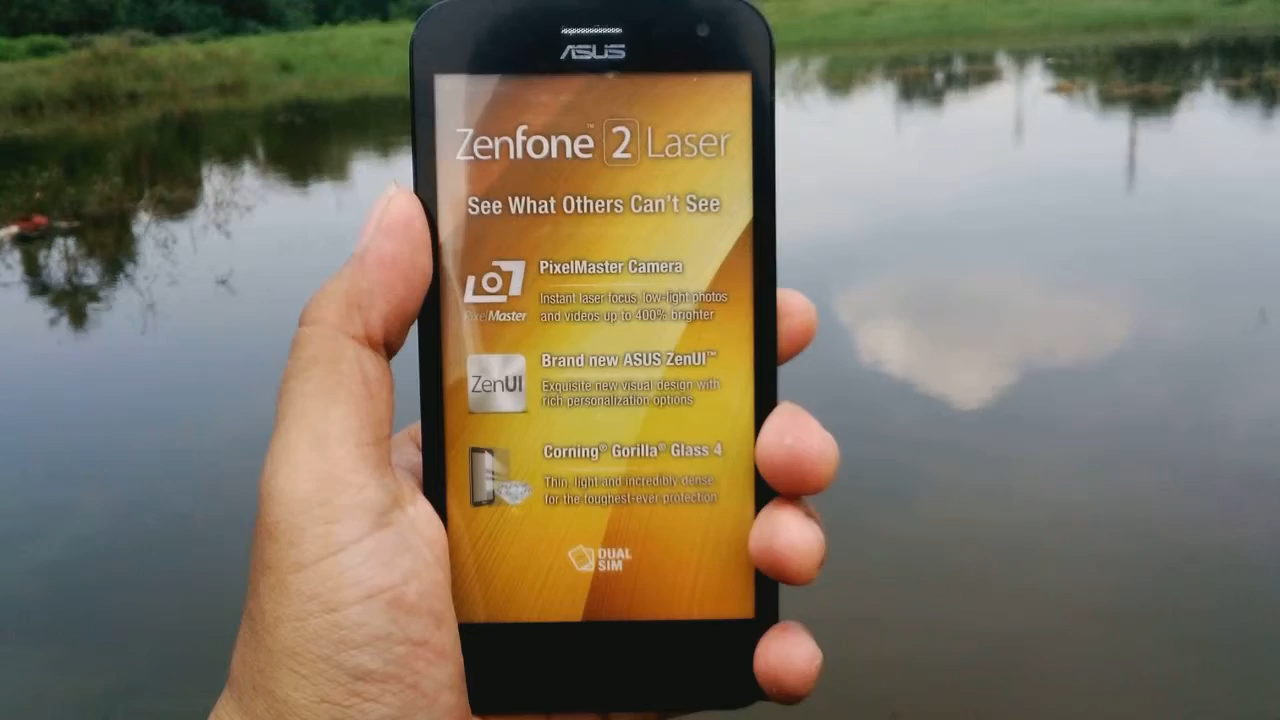 ASUS
Zenfone™ 2 Laser
See What Others Can't See
PixelMaster Camera
Instant laser focus, low-light photos
and videos up to 400% brighter
PixelMaster
Brand new ASUS ZenUI™
ZenUI
Exquisite new visual design with
rich personalization options
Corning® Gorilla® Glass 4
Thin, light and incredibly dense
for the toughest-ever protection
DUAL
SIM